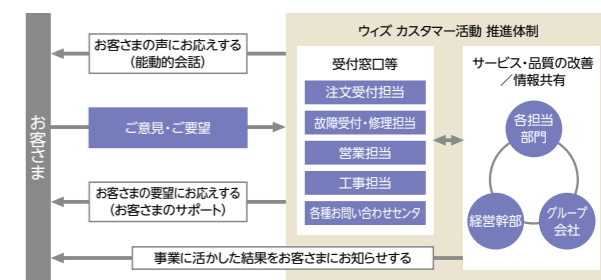 ウィズ カスタマー活動 推進体制
お客さま
お客さまの声にお応えする
(能動的会話)
ご意見・ご要望
お客さまの要望にお応えする
(お客さまのサポート)
受付窓口等
注文受付担当
故障受付・修理担当
営業担当
工事担当
各種お問い合わせセンタ
サービス・品質の改善
/情報共有
各担当
部門
経営幹部
グループ
会社
事業に活かした結果をお客さまにお知らせする